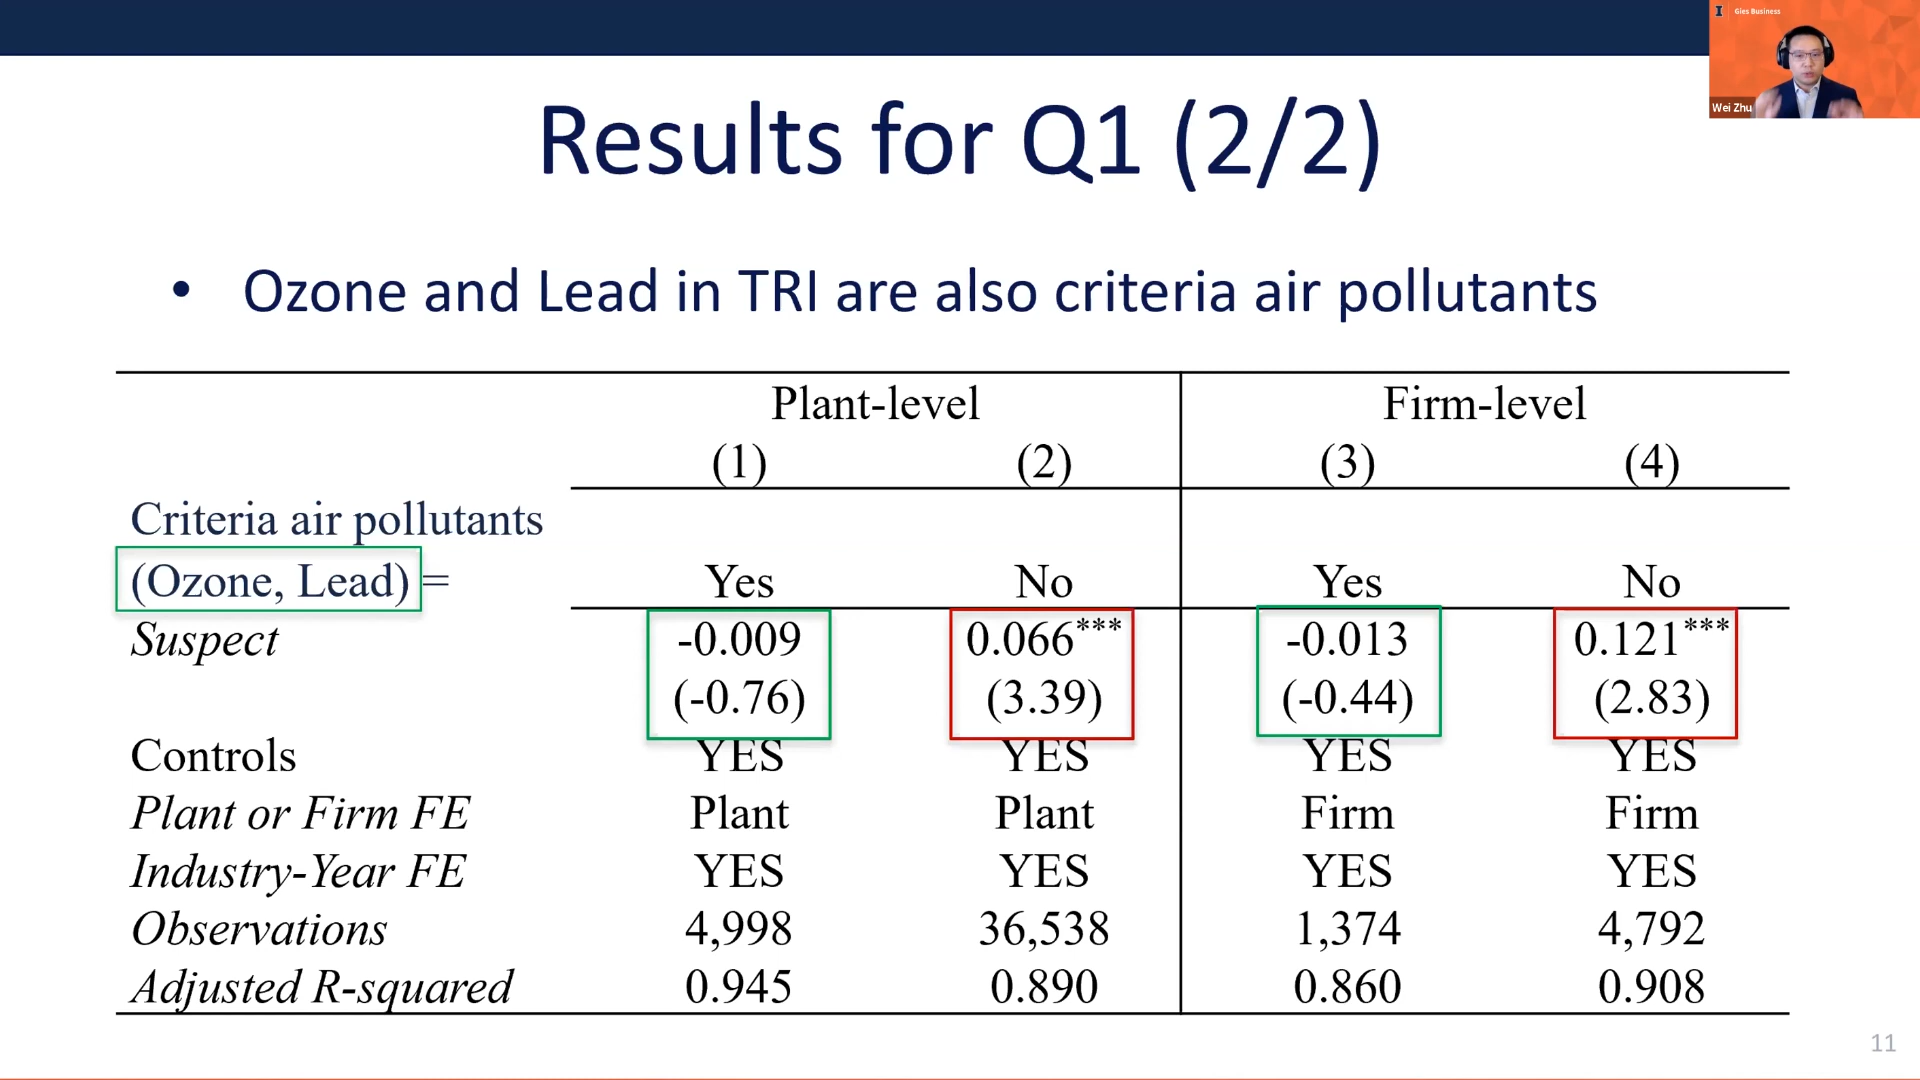 I Gies Business
Wei Zhu
Results for Q1 (2/2)
• Ozone and Lead in TRI are also criteria air pollutants
Plant-level Firm-level
(1) (2) (3) (4)
Criteria air pollutants
(Ozone, Lead) = Yes No Yes No
Suspect -0.009 0.066*** -0.013 0.121***
(-0.76) (3.39) (-0.44) (2.83)
Controls YES YES YES YES
Plant or Firm FE Plant Plant Firm Firm
Industry-Year FE YES YES YES YES
Observations 4,998 36,538 1,374 4,792
Adjusted R-squared 0.945 0.890 0.860 0.908
11